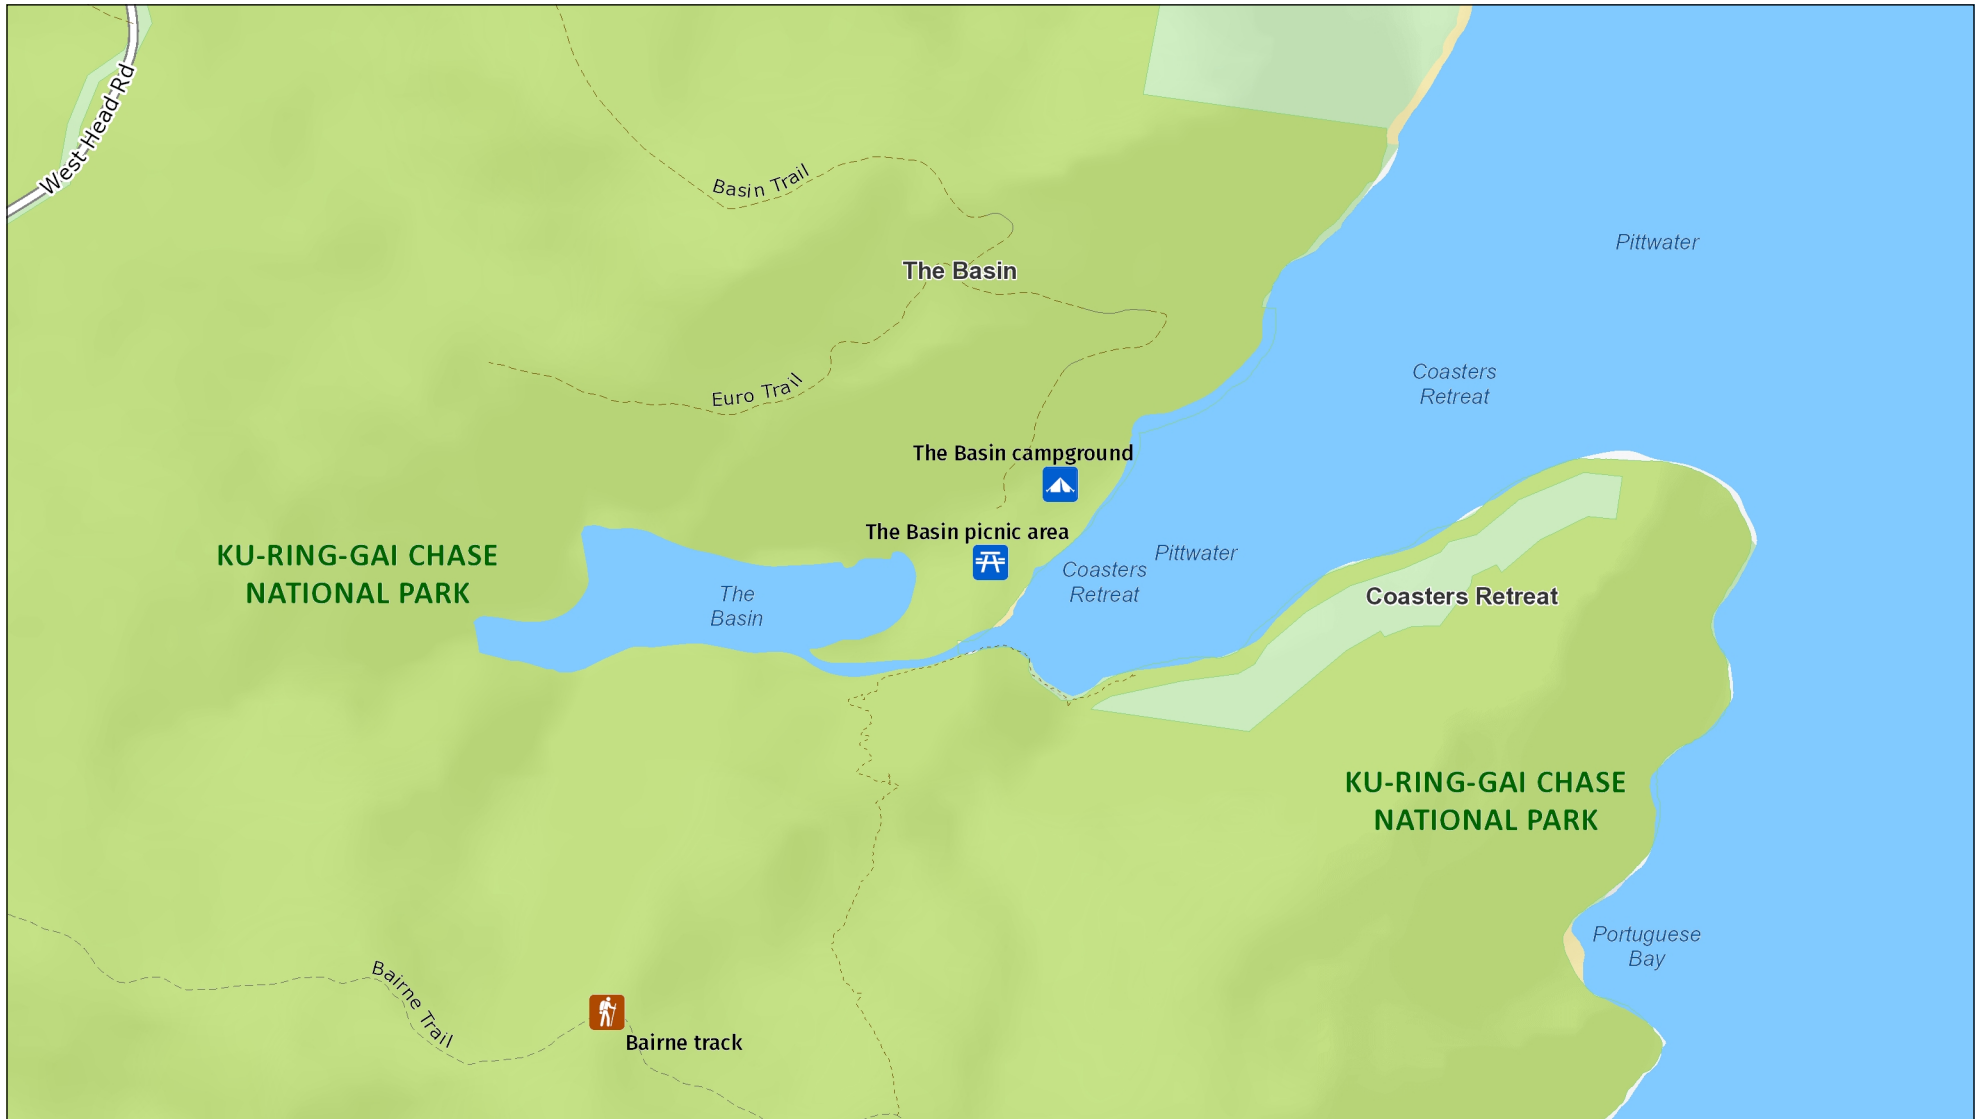 West Head Rd
Basin Trail
Pittwater
The Basin
Coasters
Retreat
Euro Trail
The Basin campground
The Basin picnic area
KU-RING-GAI CHASE
NATIONAL PARK
Pittwater
Coasters
Retreat
The
Basin
Coasters Retreat
KU-RING-GAI CHASE
NATIONAL PARK
Portuguese
Bay
Bairne Trail
Bairne track